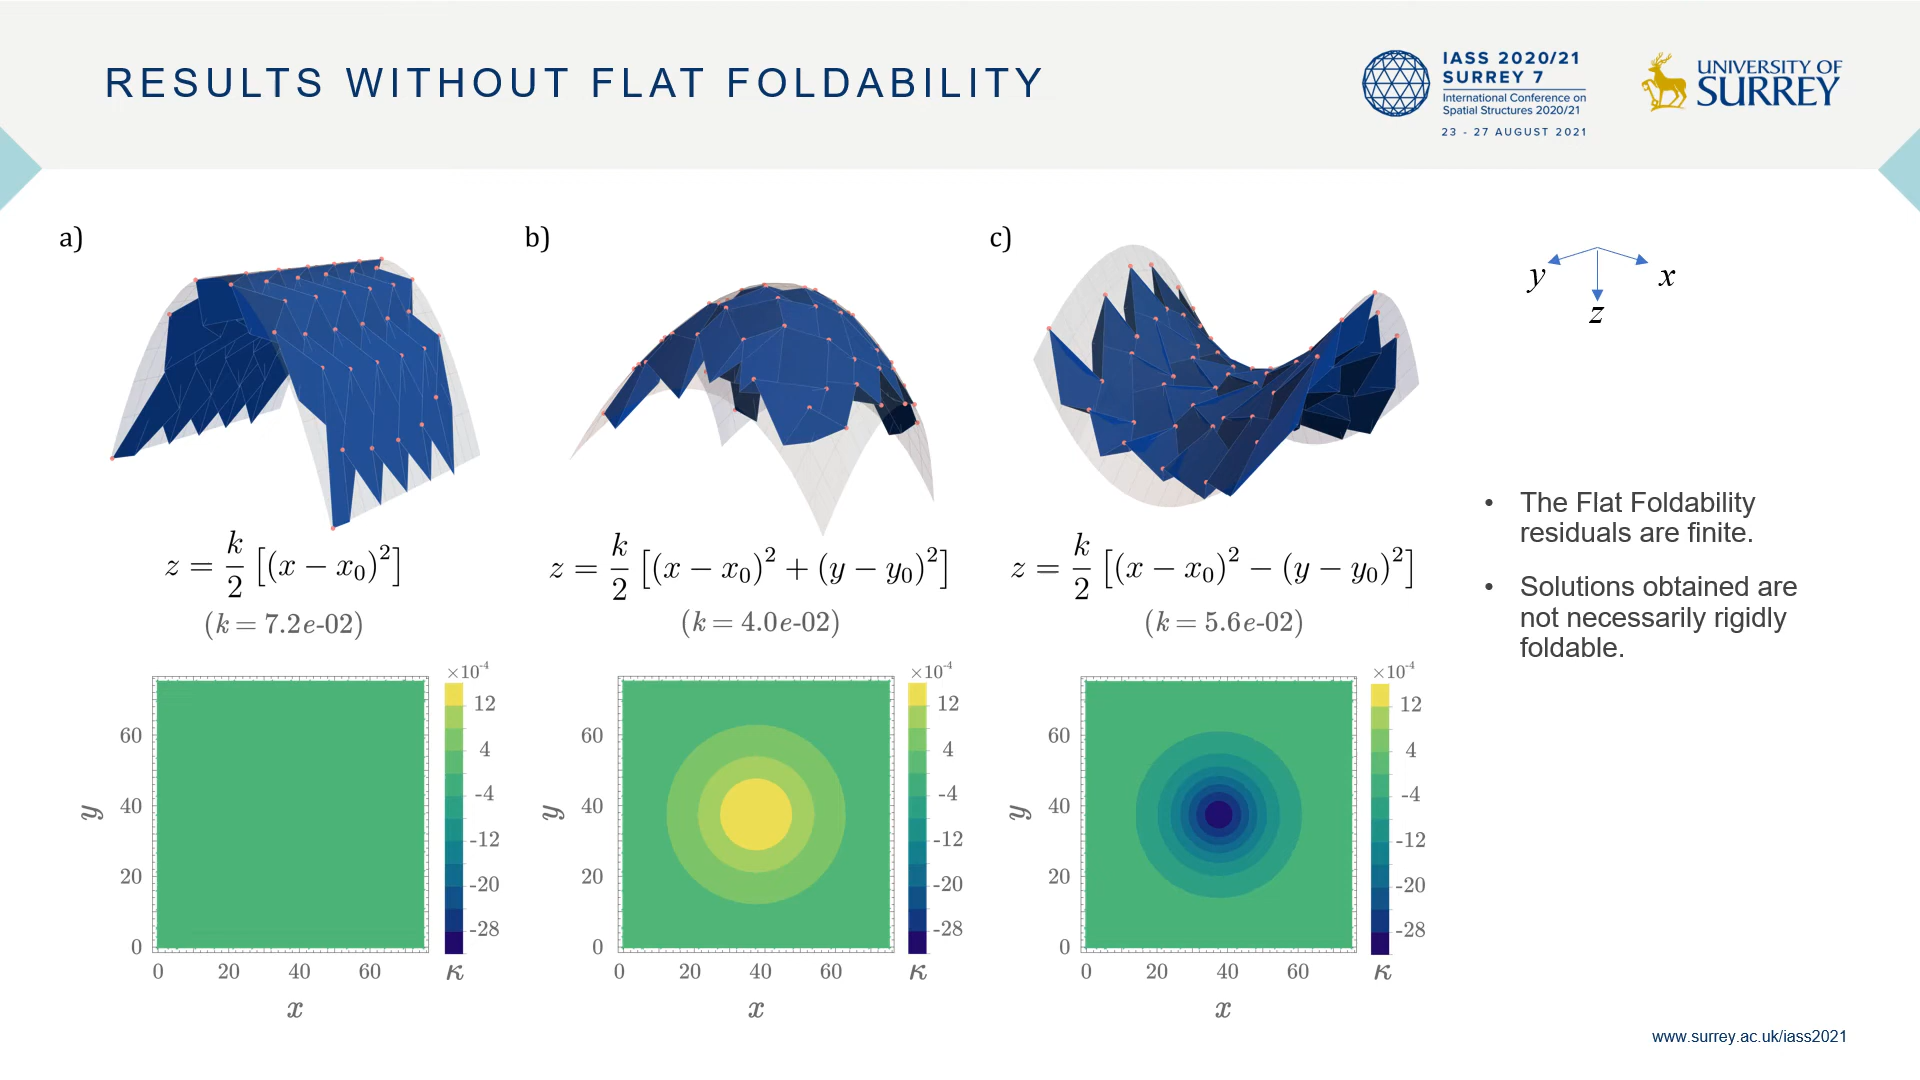 RESULTS WITHOUT FLAT FOLDABILITY
IASS 2020/21
SURREY 7
International Conference on
Spatial Structures 2020/21
23 - 27 AUGUST 2021
UNIVERSITY OF
SURREY
a)
b)
c)
y
x
z
z = k/2 [(x − x₀)²]
(k = 7.2e-02)
z = k/2 [(x − x₀)² + (y − y₀)²]
(k = 4.0e-02)
z = k/2 [(x − x₀)² − (y − y₀)²]
(k = 5.6e-02)
• The Flat Foldability
residuals are finite.
• Solutions obtained are
not necessarily rigidly
foldable.
×10⁻⁴
12
4
-4
-12
-20
-28
κ
60
40
20
0
y
0 20 40 60
x
×10⁻⁴
12
4
-4
-12
-20
-28
κ
60
40
20
0
y
0 20 40 60
x
×10⁻⁴
12
4
-4
-12
-20
-28
κ
60
40
20
0
y
0 20 40 60
x
www.surrey.ac.uk/iass2021